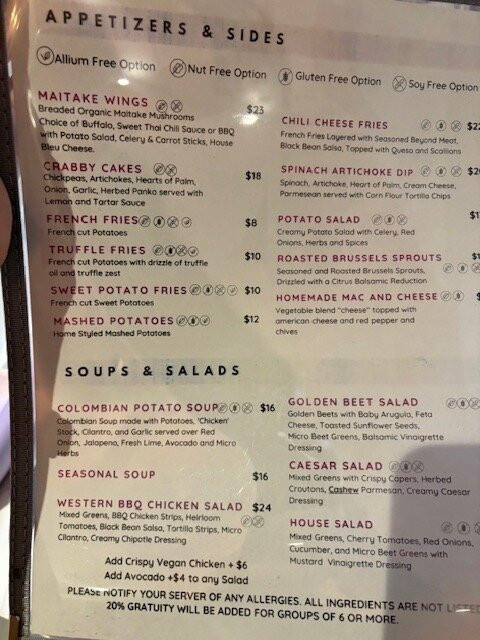 APPETIZERS & SIDES
Allium Free Option
Nut Free Option
Gluten Free Option
Soy Free Option
MAITAKE WINGS $23
Breaded Organic Maitake Mushrooms
Choice of Buffalo, Sweet Thai Chili Sauce or BBQ
with Potato Salad, Celery & Carrot Sticks, House
Bleu Cheese.
CRABBY CAKES $18
Chickpeas, Artichokes, Hearts of Palm,
Onion, Garlic, Herbed Panko served with
Lemon and Tartar Sauce
FRENCH FRIES $8
French cut Potatoes
TRUFFLE FRIES $10
French cut Potatoes with drizzle of truffle
oil and truffle zest
SWEET POTATO FRIES $10
French cut Sweet Potatoes
MASHED POTATOES $12
Home Styled Mashed Potatoes
CHILI CHEESE FRIES
French Fries Layered with Seasoned Beyond Meat,
Black Bean Salsa, Topped with Queso and Scallions
SPINACH ARTICHOKE DIP
Spinach, Artichoke, Heart of Palm, Cream Cheese,
Parmesean served with Corn Flour Tortilla Chips
POTATO SALAD
Creamy Potato Salad with Celery, Red
Onions, Herbs and Spices
ROASTED BRUSSELS SPROUTS
Seasoned and Roasted Brussels Sprouts,
Drizzled with a Citrus Balsamic Reduction
HOMEMADE MAC AND CHEESE
Vegetable blend "cheese" topped with
american cheese and red pepper and
chives
SOUPS & SALADS
COLOMBIAN POTATO SOUP $16
Colombian Soup made with Potatoes, 'Chicken'
Stock, Cilantro, and Garlic served over Red
Onion, Jalapeno, Fresh Lime, Avocado and Micro
Herbs
SEASONAL SOUP $16
WESTERN BBQ CHICKEN SALAD $24
Mixed Greens, BBQ Chicken Strips, Heirloom
Tomatoes, Black Bean Salsa, Tortilla Strips, Micro
Cilantro, Creamy Chipotle Dressing
Add Crispy Vegan Chicken + $6
Add Avocado +$4 to any Salad
GOLDEN BEET SALAD
Golden Beets with Baby Arugula, Feta
Cheese, Toasted Sunflower Seeds,
Micro Beet Greens, Balsamic Vinaigrette
Dressing
CAESAR SALAD
Mixed Greens with Crispy Capers, Herbed
Croutons, Cashew Parmesan, Creamy Caesar
Dressing
HOUSE SALAD
Mixed Greens, Cherry Tomatoes, Red Onions,
Cucumber, and Micro Beet Greens with
Mustard Vinaigrette Dressing
PLEASE NOTIFY YOUR SERVER OF ANY ALLERGIES. ALL INGREDIENTS ARE NOT LISTED
20% GRATUITY WILL BE ADDED FOR GROUPS OF 6 OR MORE.